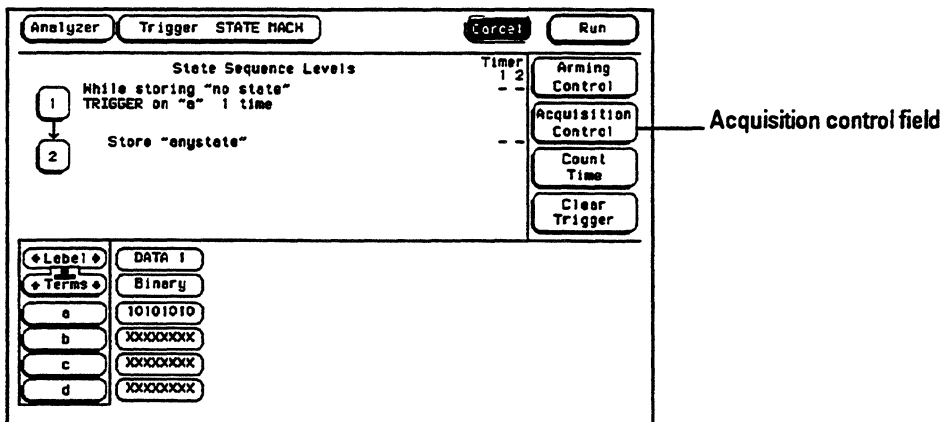 Analyzer Trigger STATE MACH Cancel Run
State Sequence Levels
Timer
1 2
While storing "no state"
TRIGGER on "a" 1 time
- -
1
Store "anystate"
- -
2
Arming
Control
Acquisition
Control
Count
Time
Clear
Trigger
Acquisition control field
Label DATA 1
Terms Binary
a 10101010
b XXXXXXXX
c XXXXXXXX
d XXXXXXXX